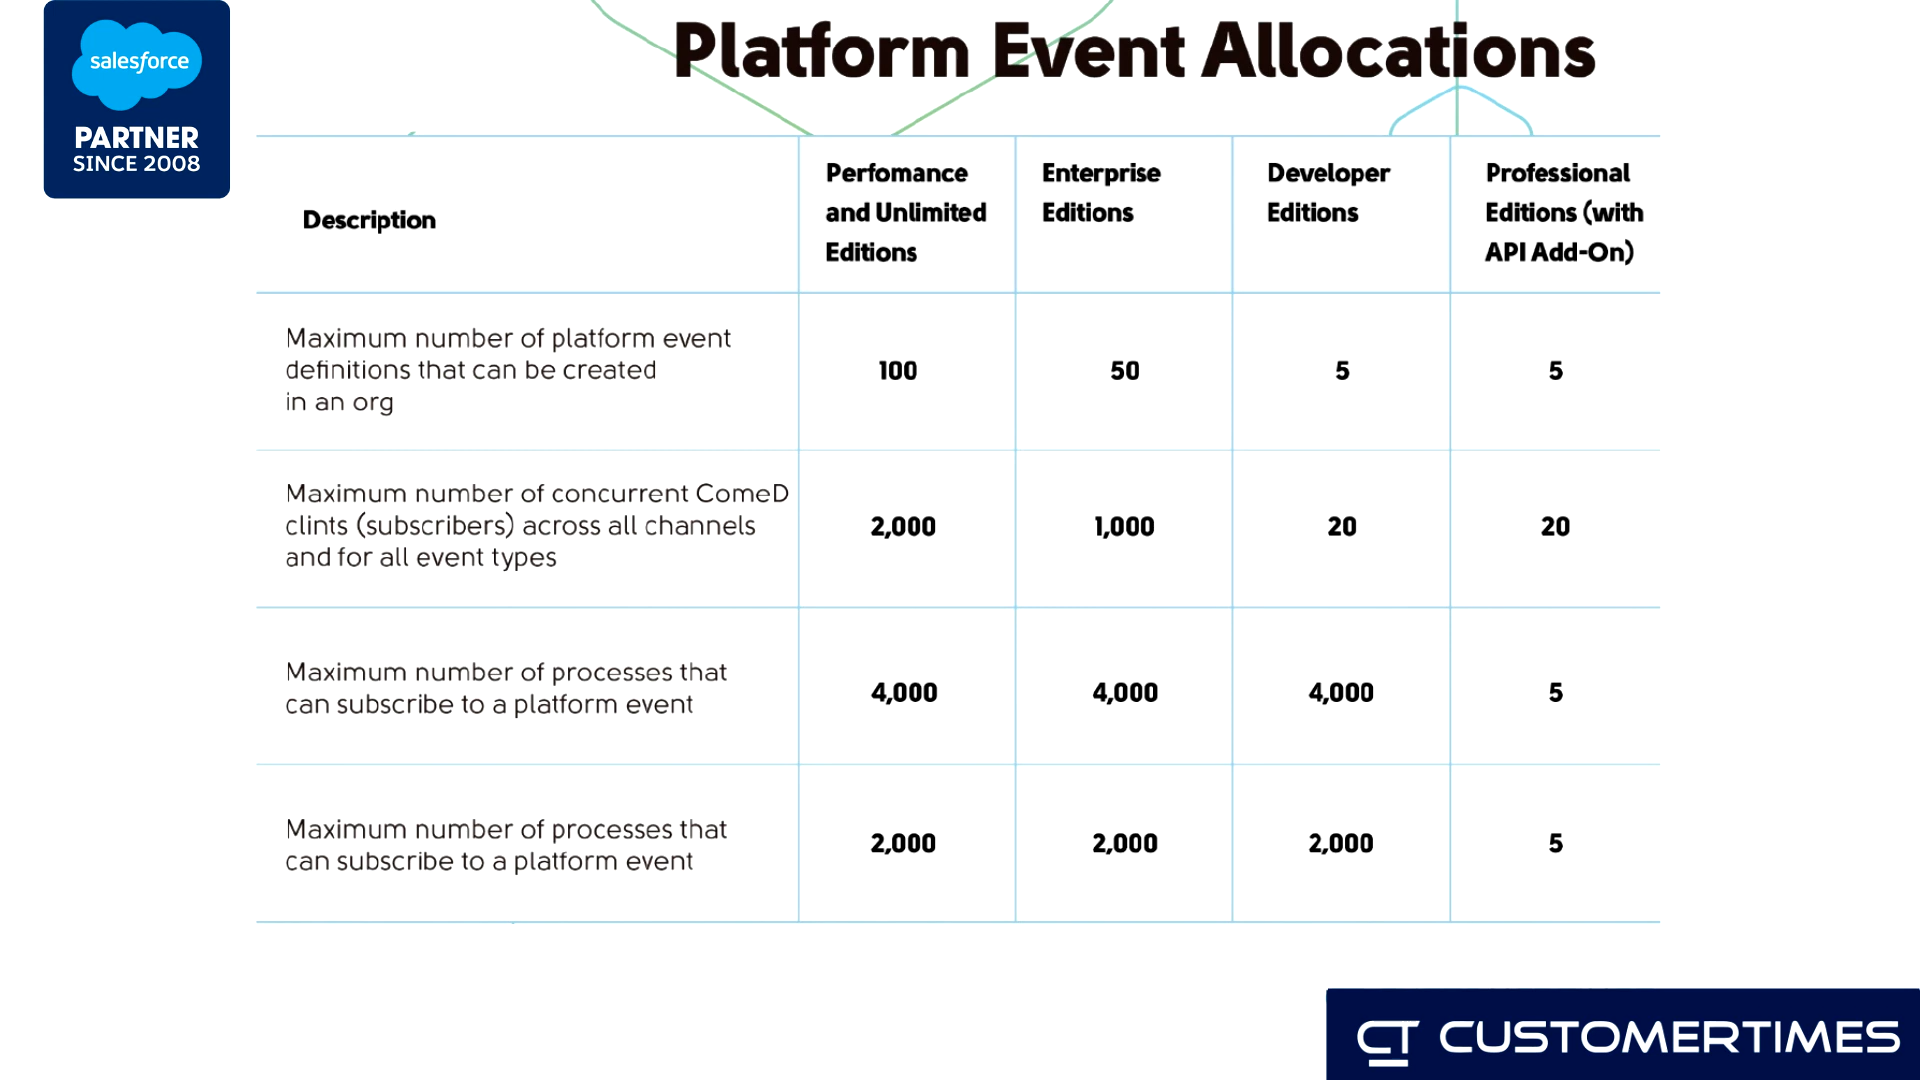 salesforce
PARTNER
SINCE 2008
Platform Event Allocations
Description
Perfomance
and Unlimited
Editions
Enterprise
Editions
Developer
Editions
Professional
Editions (with
API Add-On)
Maximum number of platform event
definitions that can be created
in an org
100
50
5
5
Maximum number of concurrent ComeD
clints (subscribers) across all channels
and for all event types
2,000
1,000
20
20
Maximum number of processes that
can subscribe to a platform event
4,000
4,000
4,000
5
Maximum number of processes that
can subscribe to a platform event
2,000
2,000
2,000
5
CT CUSTOMERTIMES